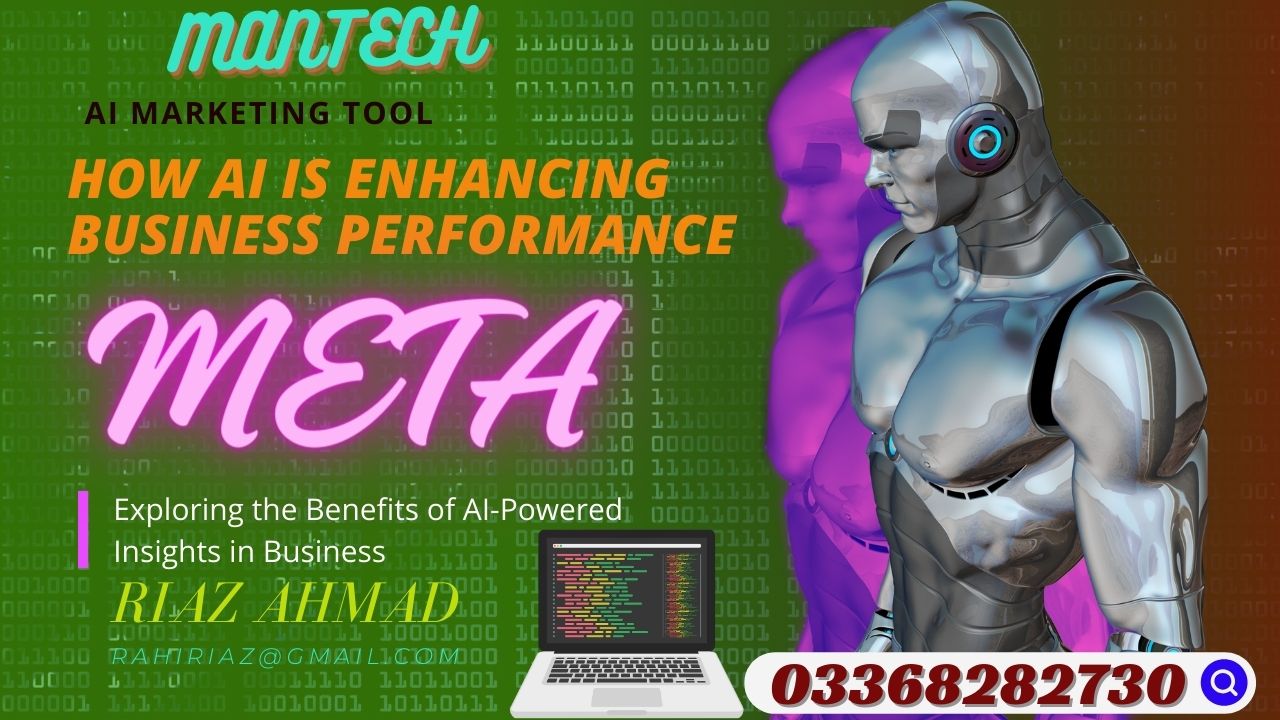 MANTECH
AI MARKETING TOOL
HOW AI IS ENHANCING
BUSINESS PERFORMANCE
META
Exploring the Benefits of AI-Powered
Insights in Business
RIAZ AHMAD
RAHIRIAZ@GMAIL.COM
03368282730